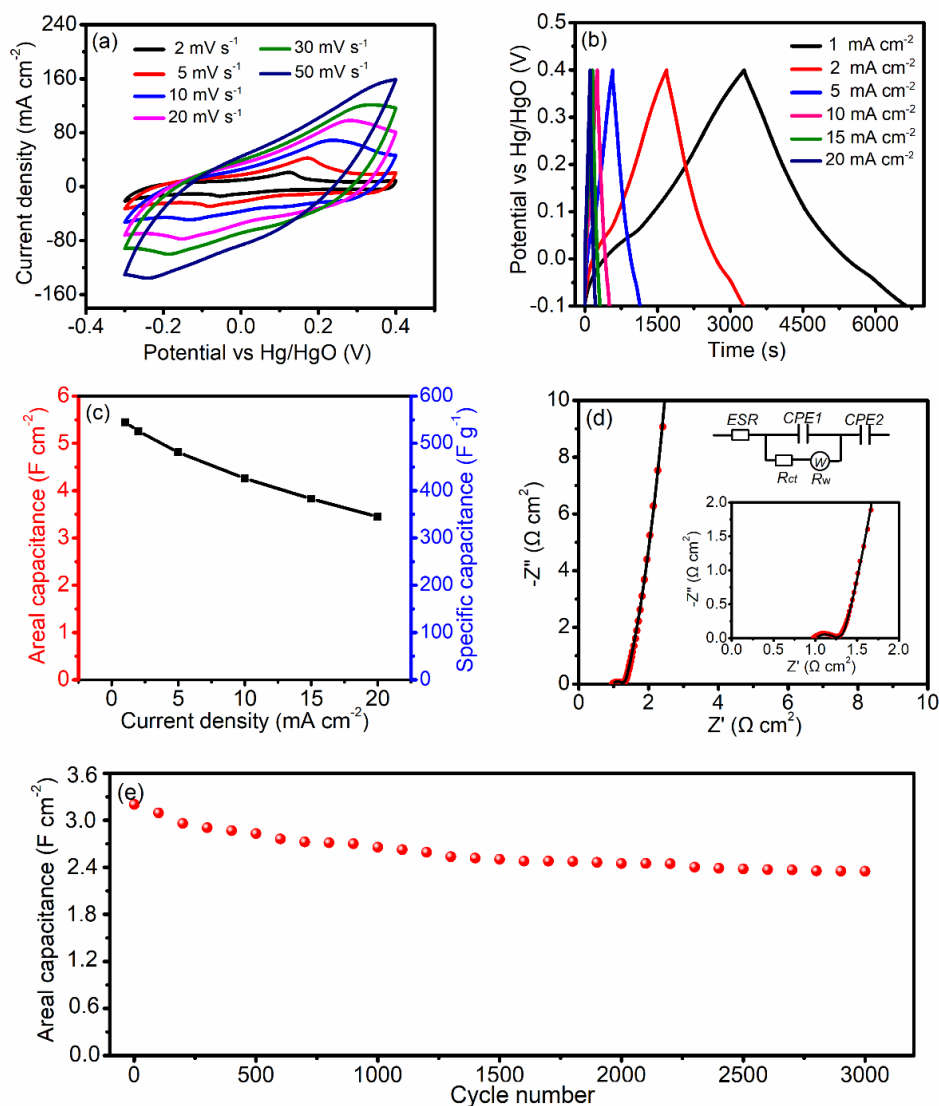 (a)
2 mV s⁻¹
5 mV s⁻¹
10 mV s⁻¹
20 mV s⁻¹
30 mV s⁻¹
50 mV s⁻¹
Current density (mA cm⁻²)
240
160
80
0
-80
-160
-0.4
-0.2
0.0
0.2
0.4
Potential vs Hg/HgO (V)
(b)
1 mA cm⁻²
2 mA cm⁻²
5 mA cm⁻²
10 mA cm⁻²
15 mA cm⁻²
20 mA cm⁻²
Potential vs Hg/HgO (V)
0.5
0.4
0.3
0.2
0.1
0.0
-0.1
0
1500
3000
4500
6000
Time (s)
(c)
Areal capacitance (F cm⁻²)
6
5
4
3
2
1
0
Specific capacitance (F g⁻¹)
600
500
400
300
200
100
0
0
5
10
15
20
Current density (mA cm⁻²)
(d)
ESR
CPE1
CPE2
Rct
W
Rw
-Z" (Ω cm²)
10
8
6
4
2
0
0
2
4
6
8
10
Z' (Ω cm²)
-Z" (Ω cm²)
2.0
1.5
1.0
0.5
0.0
0.0
0.5
1.0
1.5
2.0
Z' (Ω cm²)
(e)
Areal capacitance (F cm⁻²)
3.6
3.0
2.4
1.8
1.2
0.6
0.0
0
500
1000
1500
2000
2500
3000
Cycle number